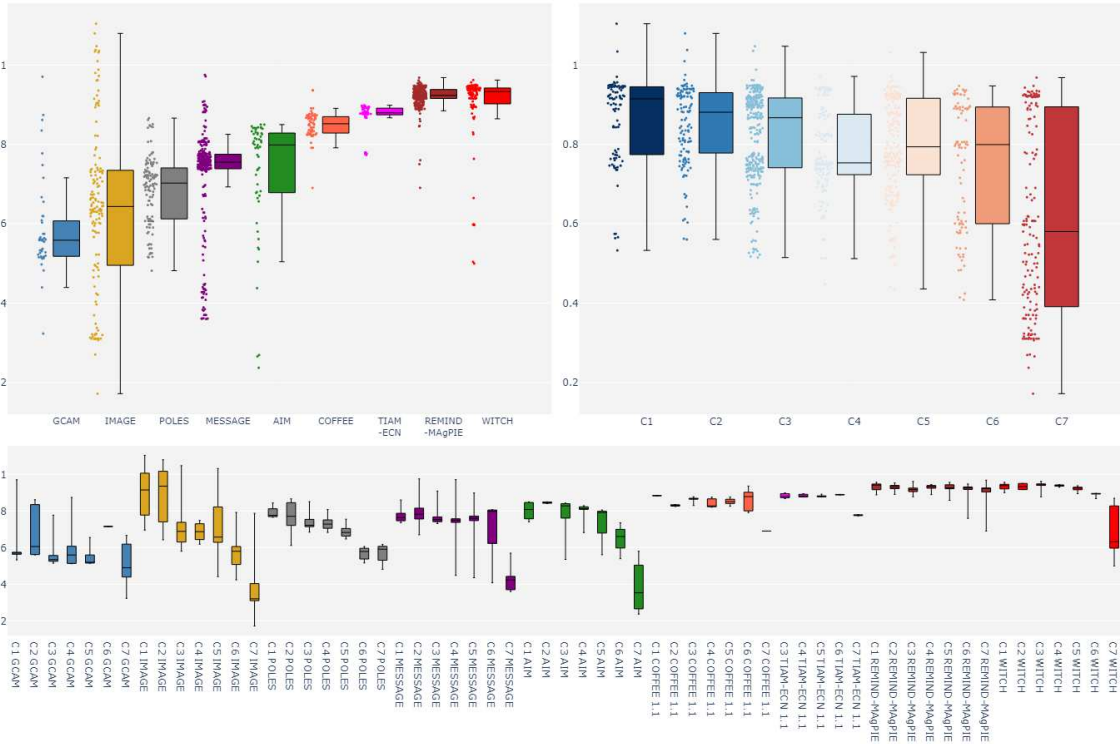 1
8
6
4
2
GCAM
IMAGE
POLES
MESSAGE
AIM
COFFEE
TIAM
-ECN
REMIND
-MAgPIE
WITCH
1
0.8
0.6
0.4
0.2
C1
C2
C3
C4
C5
C6
C7
1
8
6
4
2
C1 GCAM
C2 GCAM
C3 GCAM
C4 GCAM
C5 GCAM
C6 GCAM
C7 GCAM
C1 IMAGE
C2 IMAGE
C3 IMAGE
C4 IMAGE
C5 IMAGE
C6 IMAGE
C7 IMAGE
C1 POLES
C2 POLES
C3 POLES
C4 POLES
C5 POLES
C6 POLES
C7 POLES
C1 MESSAGE
C2 MESSAGE
C3 MESSAGE
C4 MESSAGE
C5 MESSAGE
C6 MESSAGE
C7 MESSAGE
C1 AIM
C2 AIM
C3 AIM
C4 AIM
C5 AIM
C6 AIM
C7 AIM
C1 COFFEE 1.1
C2 COFFEE 1.1
C3 COFFEE 1.1
C4 COFFEE 1.1
C5 COFFEE 1.1
C6 COFFEE 1.1
C7 COFFEE 1.1
C3 TIAM-ECN 1.1
C4 TIAM-ECN 1.1
C5 TIAM-ECN 1.1
C6 TIAM-ECN 1.1
C7 TIAM-ECN 1.1
C1 REMIND-MAgPIE
C2 REMIND-MAgPIE
C3 REMIND-MAgPIE
C4 REMIND-MAgPIE
C5 REMIND-MAgPIE
C6 REMIND-MAgPIE
C7 REMIND-MAgPIE
C1 WITCH
C2 WITCH
C3 WITCH
C4 WITCH
C5 WITCH
C6 WITCH
C7 WITCH